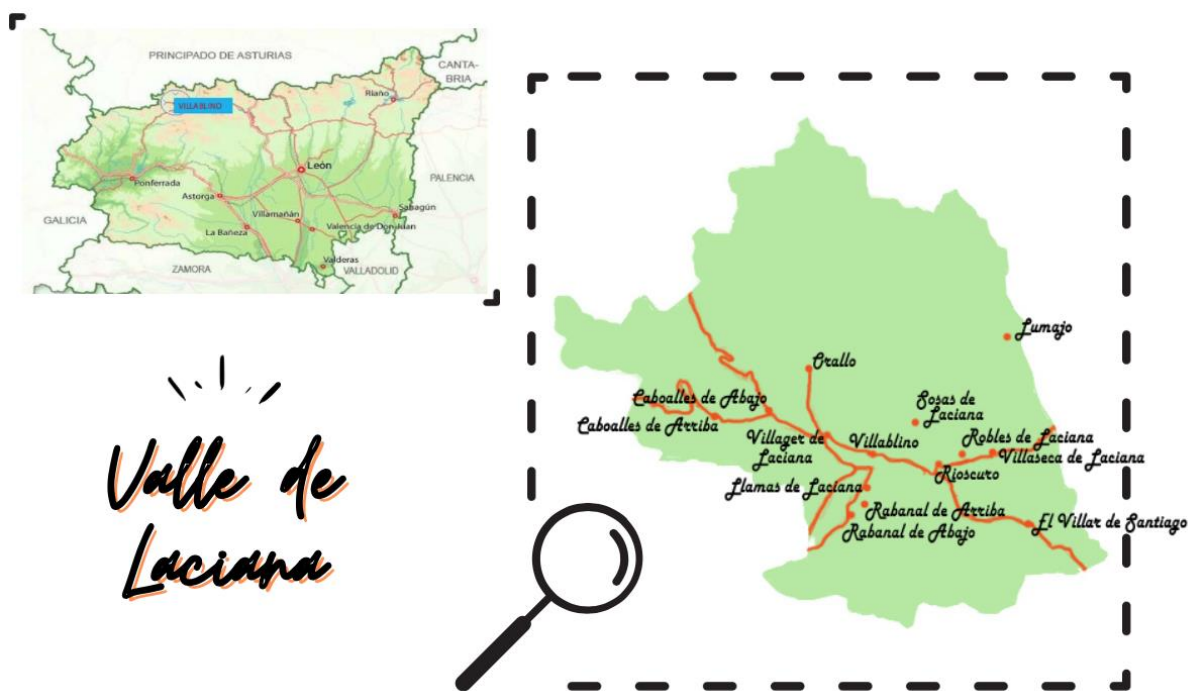 PRINCIPADO DE ASTURIAS
CANTA-
BRIA
Riaño
VILLABLINO
León
Ponferrada
PALENCIA
Astorga
Sahagún
GALICIA
Villamañán
La Bañeza
Valencia de Don Juan
Valderas
ZAMORA
VALLADOLID
Valle de
Laciana
Lumajo
Orallo
Caboalles de Abajo
Caboalles de Arriba
Sosas de
Laciana
Villager de
Laciana
Villablino
Robles de Laciana
Villaseca de Laciana
Rioscuro
Llamas de Laciana
Rabanal de Arriba
Rabanal de Abajo
El Villar de Santiago